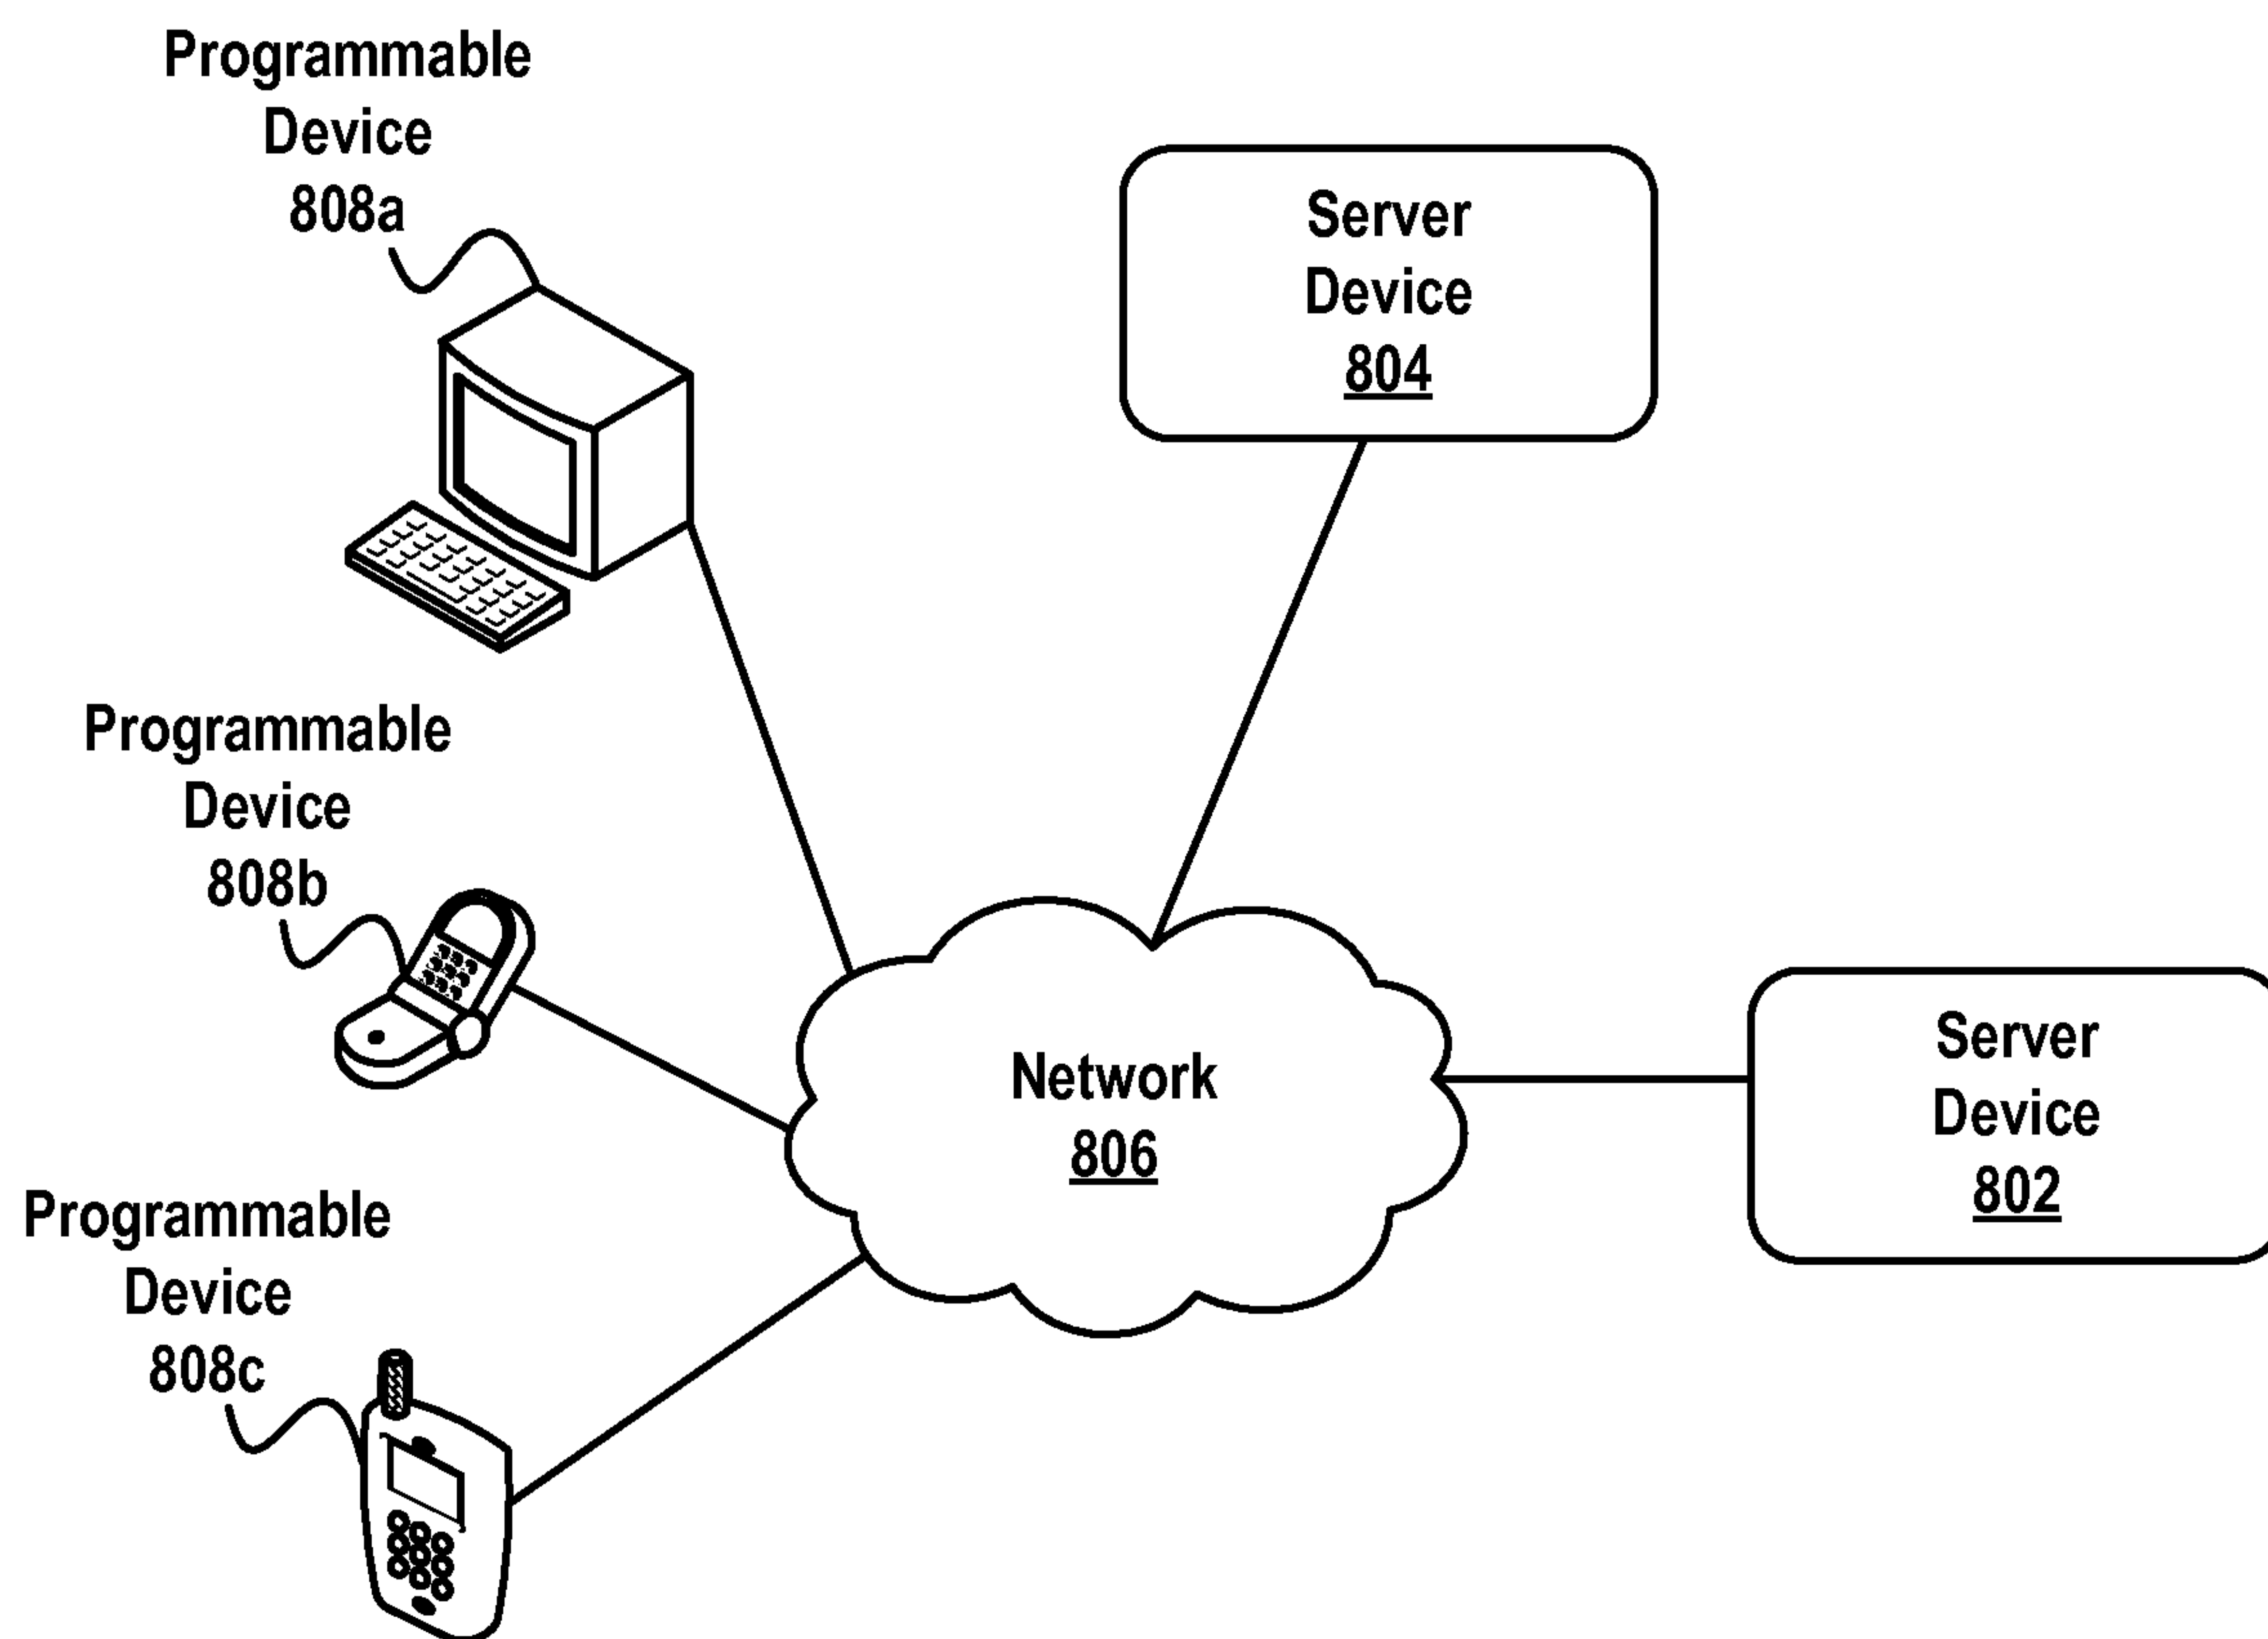 Programmable
Device
808a
Server
Device
804
Programmable
Device
808b
Network
806
Server
Device
802
Programmable
Device
808c